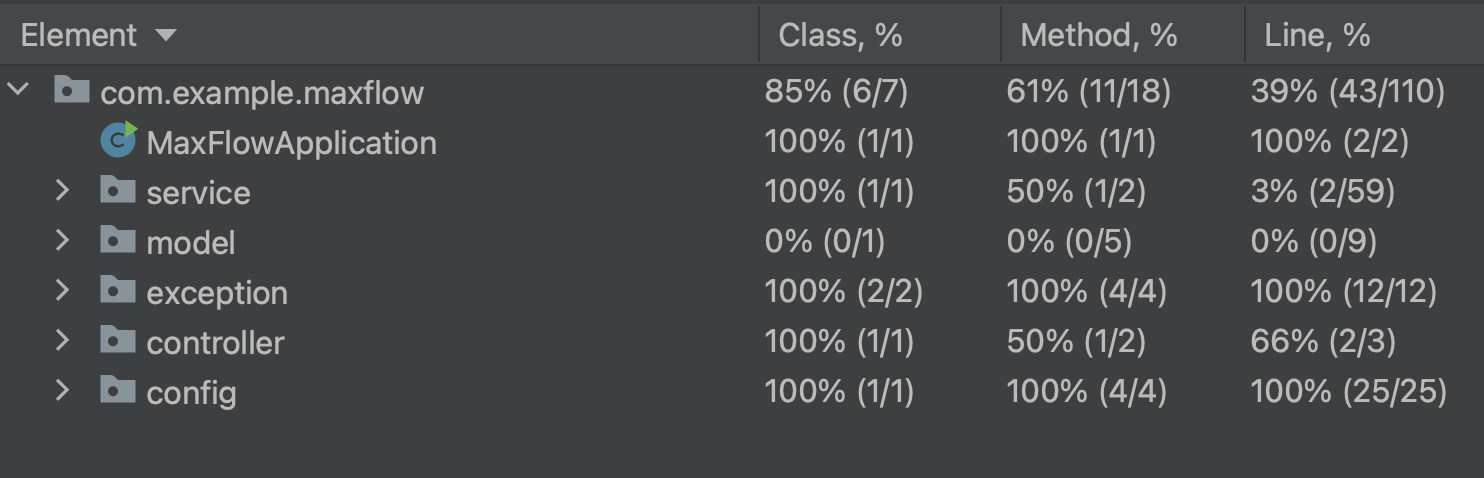 Element Class, % Method, % Line, %
com.example.maxflow 85% (6/7) 61% (11/18) 39% (43/110)
C MaxFlowApplication 100% (1/1) 100% (1/1) 100% (2/2)
service 100% (1/1) 50% (1/2) 3% (2/59)
model 0% (0/1) 0% (0/5) 0% (0/9)
exception 100% (2/2) 100% (4/4) 100% (12/12)
controller 100% (1/1) 50% (1/2) 66% (2/3)
config 100% (1/1) 100% (4/4) 100% (25/25)